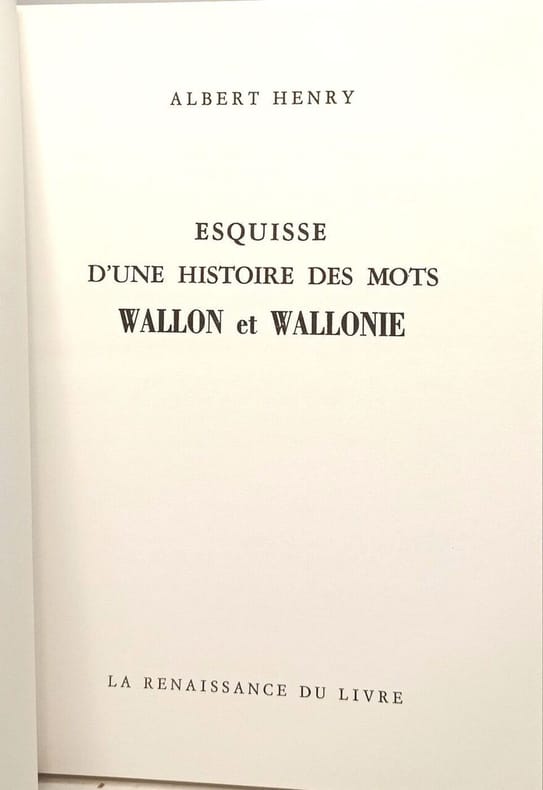 ALBERT HENRY
ESQUISSE
D'UNE HISTOIRE DES MOTS
WALLON et WALLONIE
LA RENAISSANCE DU LIVRE